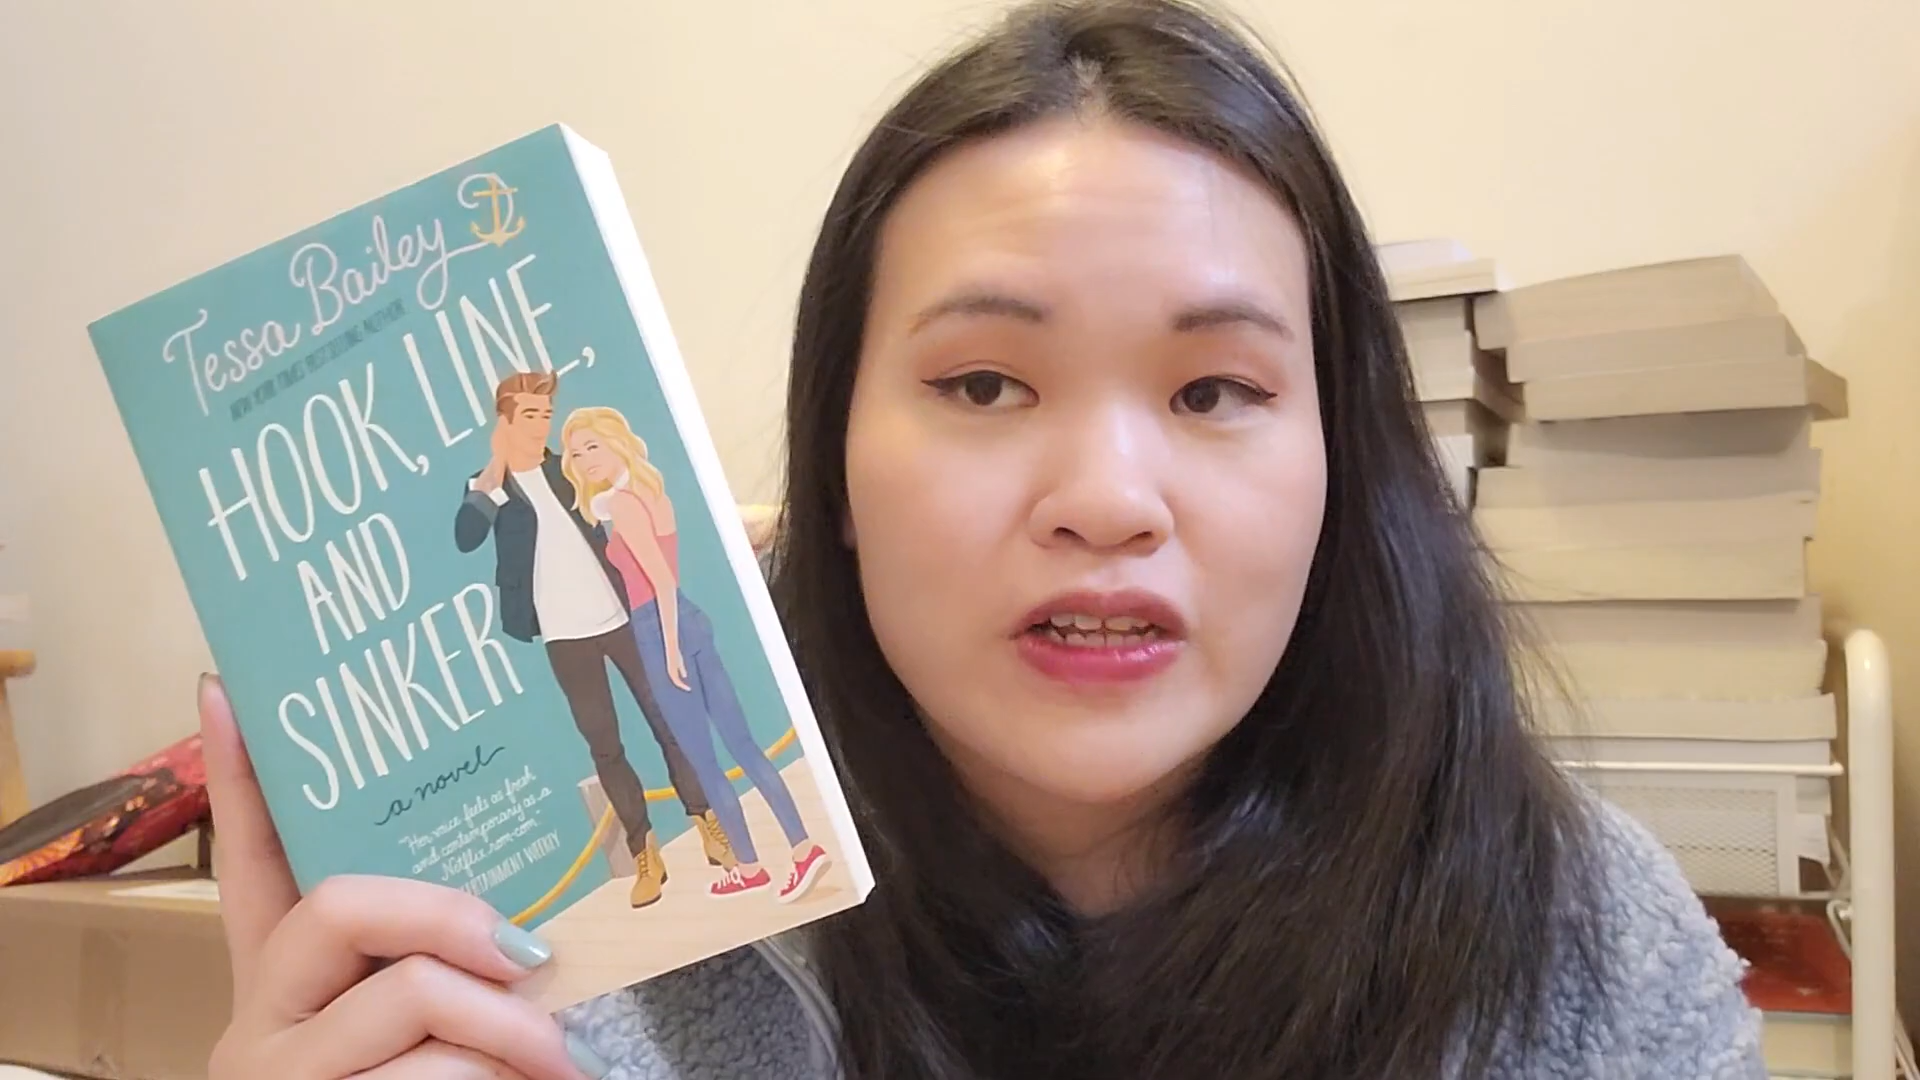 Tessa Bailey
NEW YORK TIMES BESTSELLING AUTHOR
HOOK, LINE,
AND
SINKER
a novel
"Her voice feels as fresh
and contemporary as a
Netflix rom-com."
WEEKLY